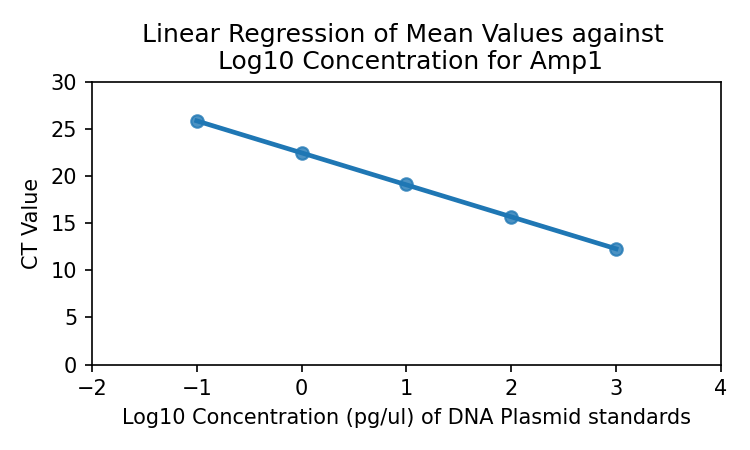 Linear Regression of Mean Values against
Log10 Concentration for Amp1
30
25
20
15
10
5
0
CT Value
−2 −1 0 1 2 3 4
Log10 Concentration (pg/ul) of DNA Plasmid standards